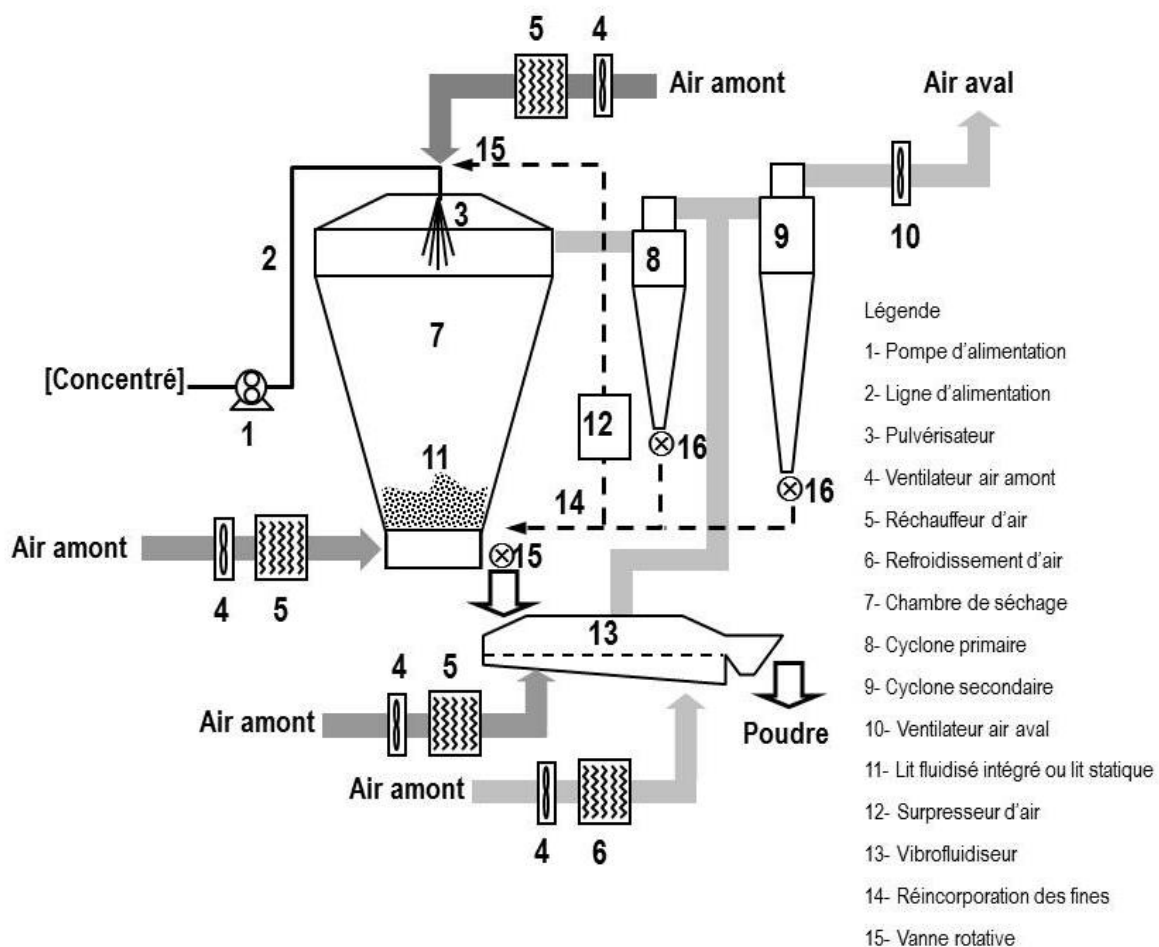 5 4
Air amont
Air aval
15
3
2
8
9
10
7
[Concentré]
1
12
16
11
16
14
Air amont
15
4 5
13
4 5
Air amont
Poudre
Air amont
4 6
Légende
1- Pompe d'alimentation
2- Ligne d'alimentation
3- Pulvérisateur
4- Ventilateur air amont
5- Réchauffeur d'air
6- Refroidissement d'air
7- Chambre de séchage
8- Cyclone primaire
9- Cyclone secondaire
10- Ventilateur air aval
11- Lit fluidisé intégré ou lit statique
12- Surpresseur d'air
13- Vibrofluidiseur
14- Réincorporation des fines
15- Vanne rotative